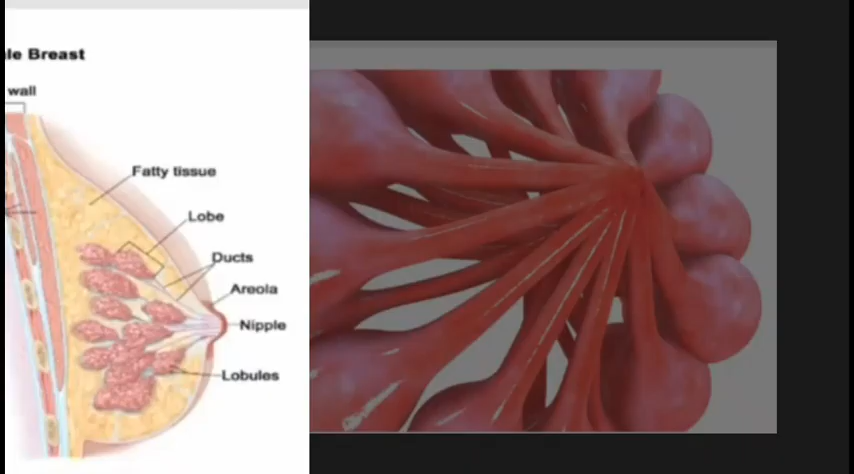 le Breast
wall
Fatty tissue
Lobe
Ducts
Areola
Nipple
Lobules